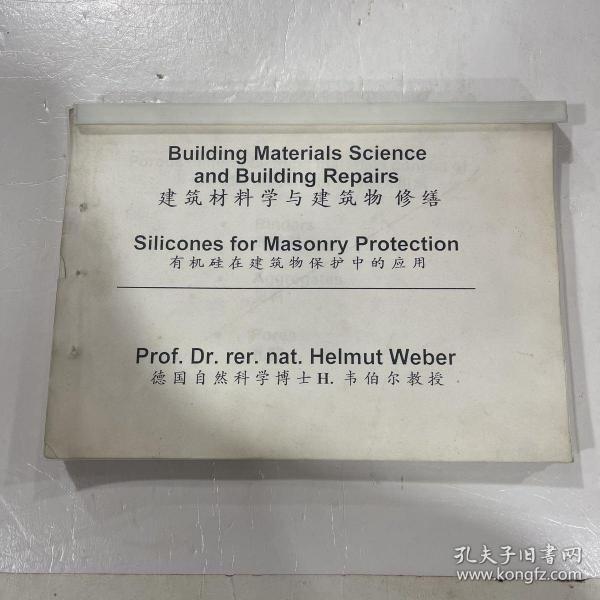 Building Materials Science
and Building Repairs
建筑材料学与建筑物 修缮
Silicones for Masonry Protection
有机硅在建筑物保护中的应用
Prof. Dr. rer. nat. Helmut Weber
德国自然科学博士H. 韦伯尔教授
Binders
Aggregates
Pores
孔夫子旧书网
www.kongfz.com